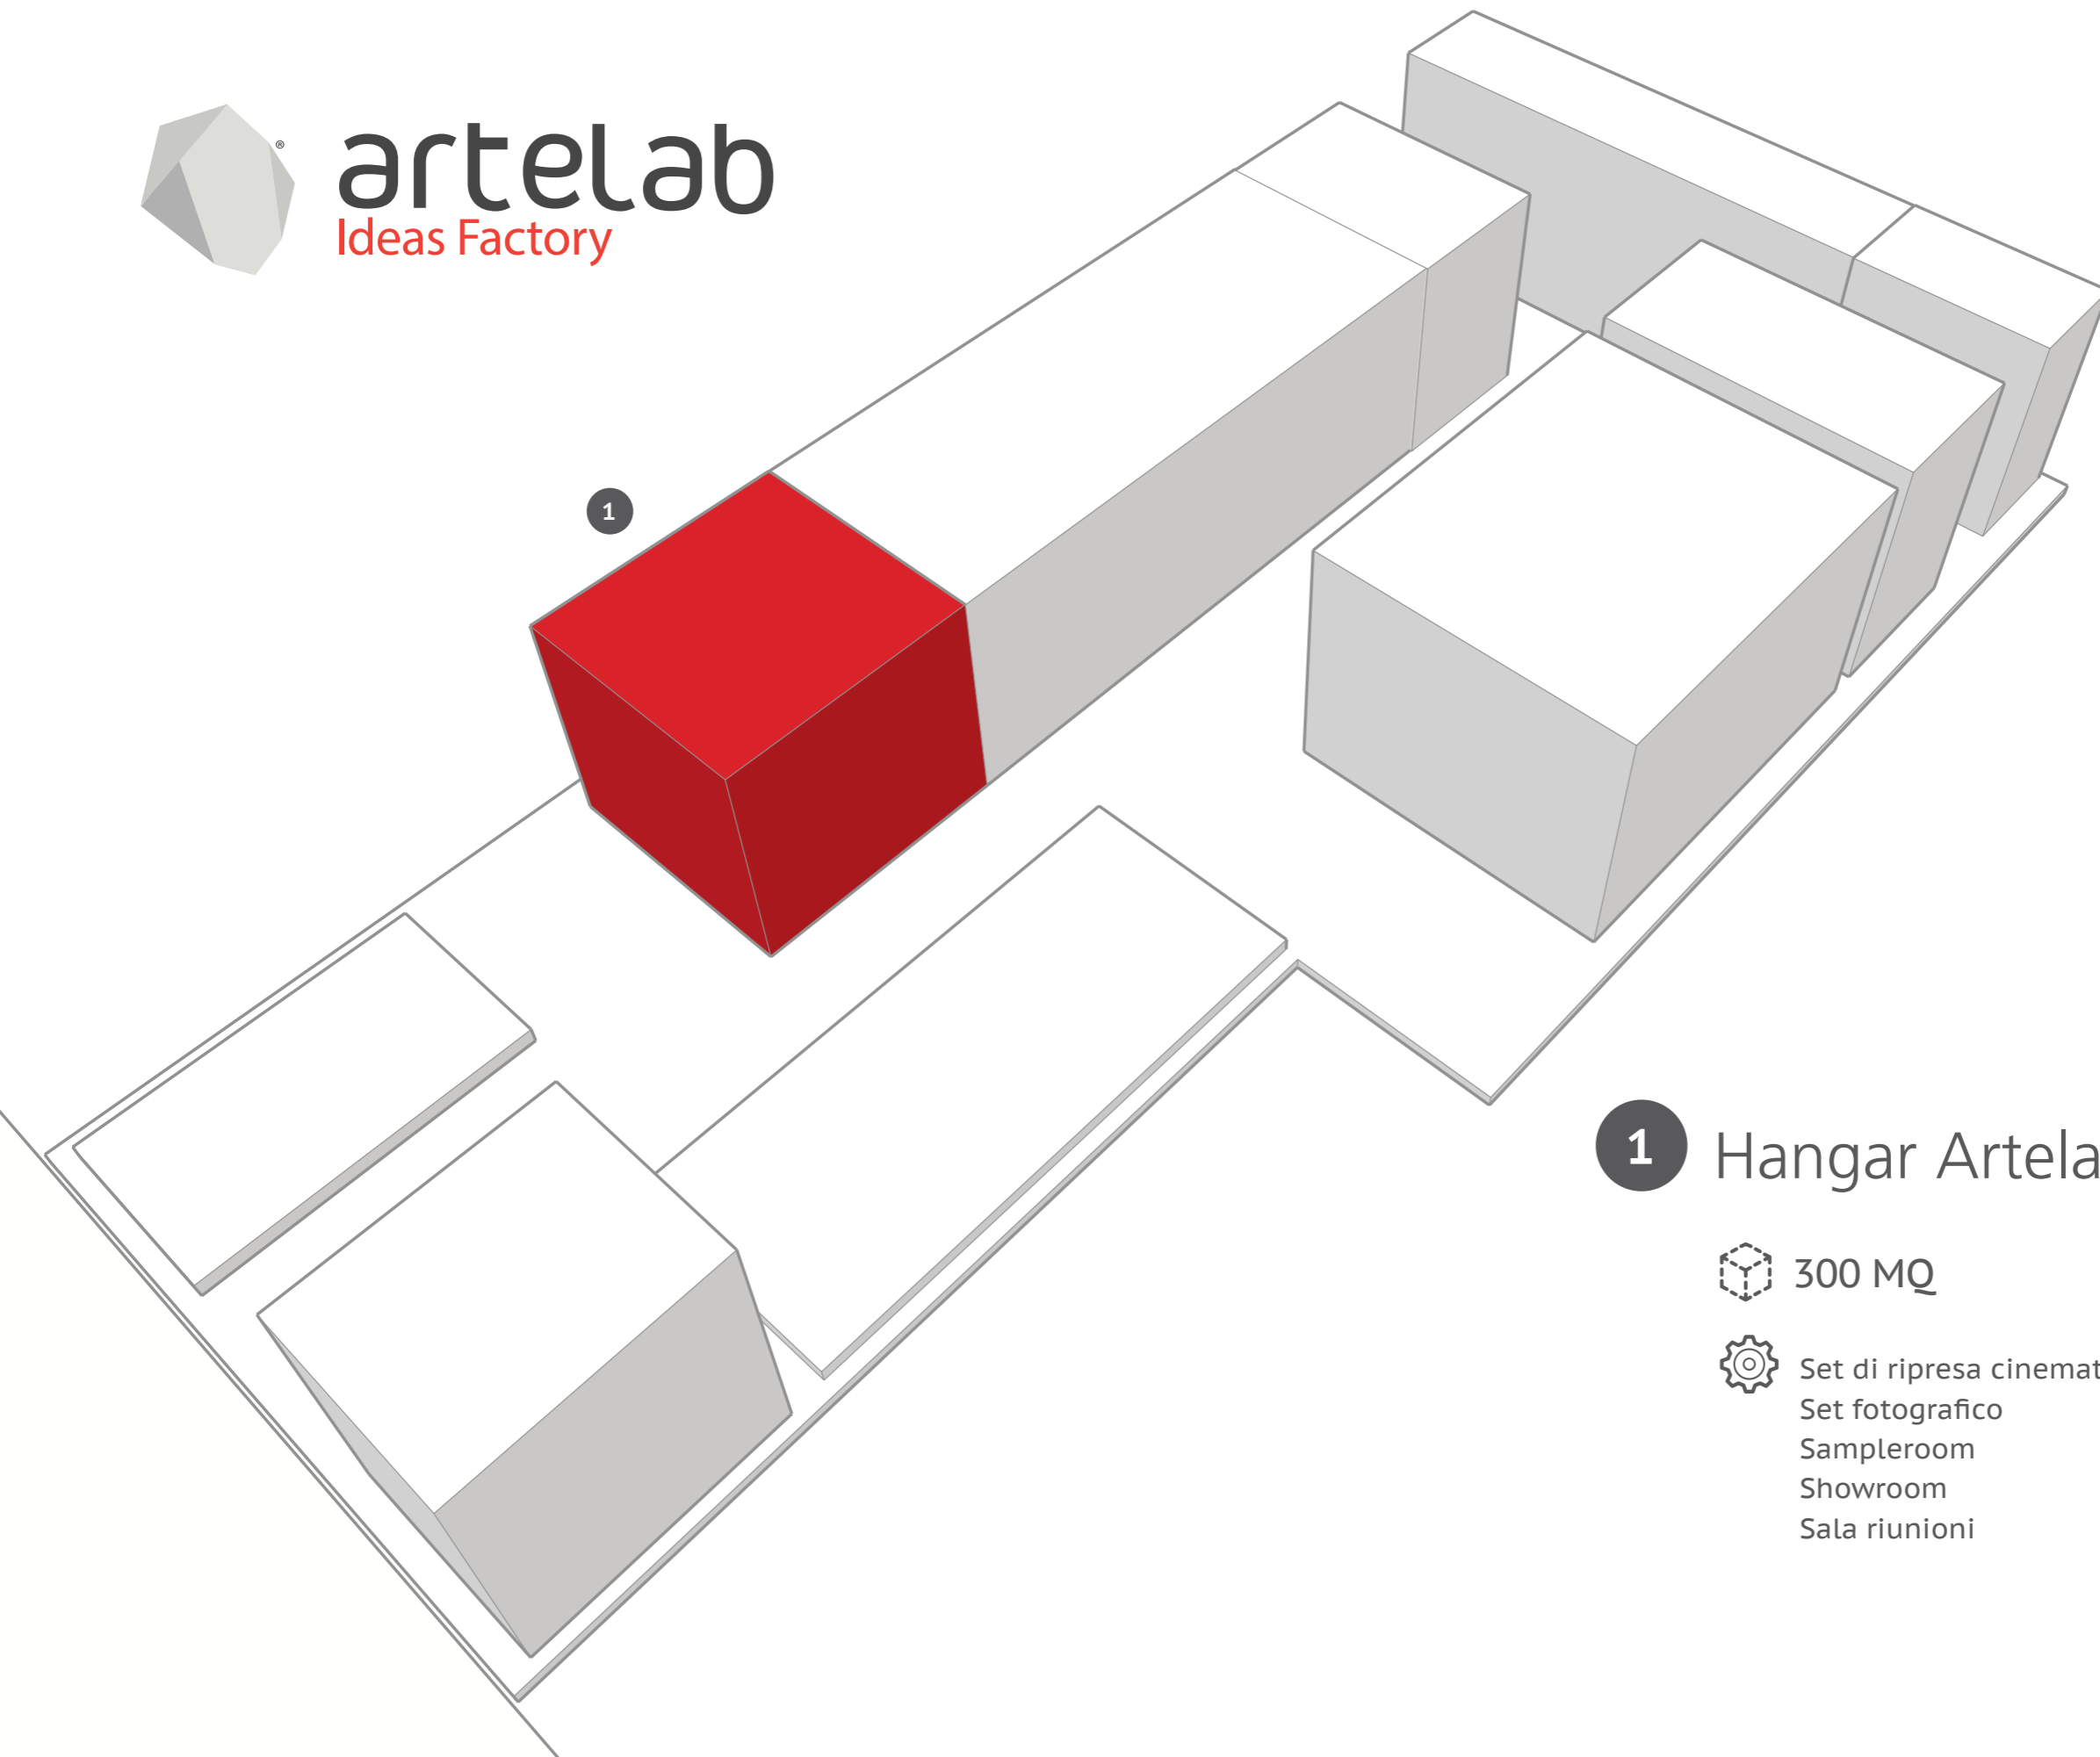 artelab
®
Ideas Factory
1
1 Hangar Artela
300 MQ
Set di ripresa cinemat
Set fotografico
Sampleroom
Showroom
Sala riunioni